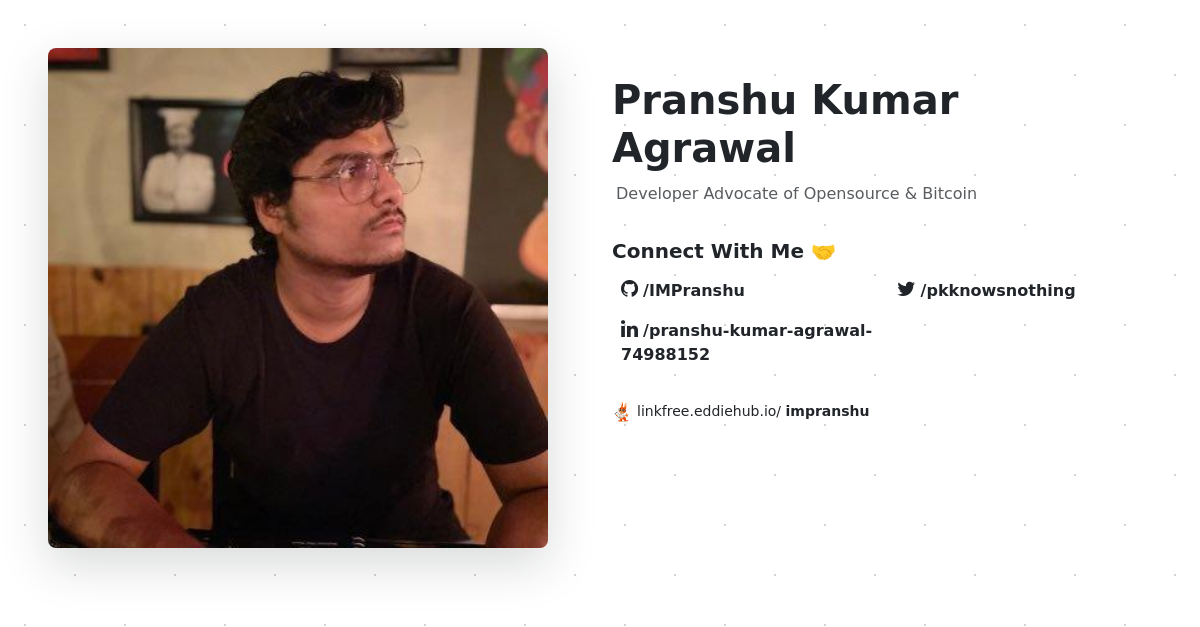 Pranshu Kumar
Agrawal
Developer Advocate of Opensource & Bitcoin
Connect With Me 🤝
/IMPranshu
/pkknowsnothing
/pranshu-kumar-agrawal-
74988152
linkfree.eddiehub.io/ impranshu